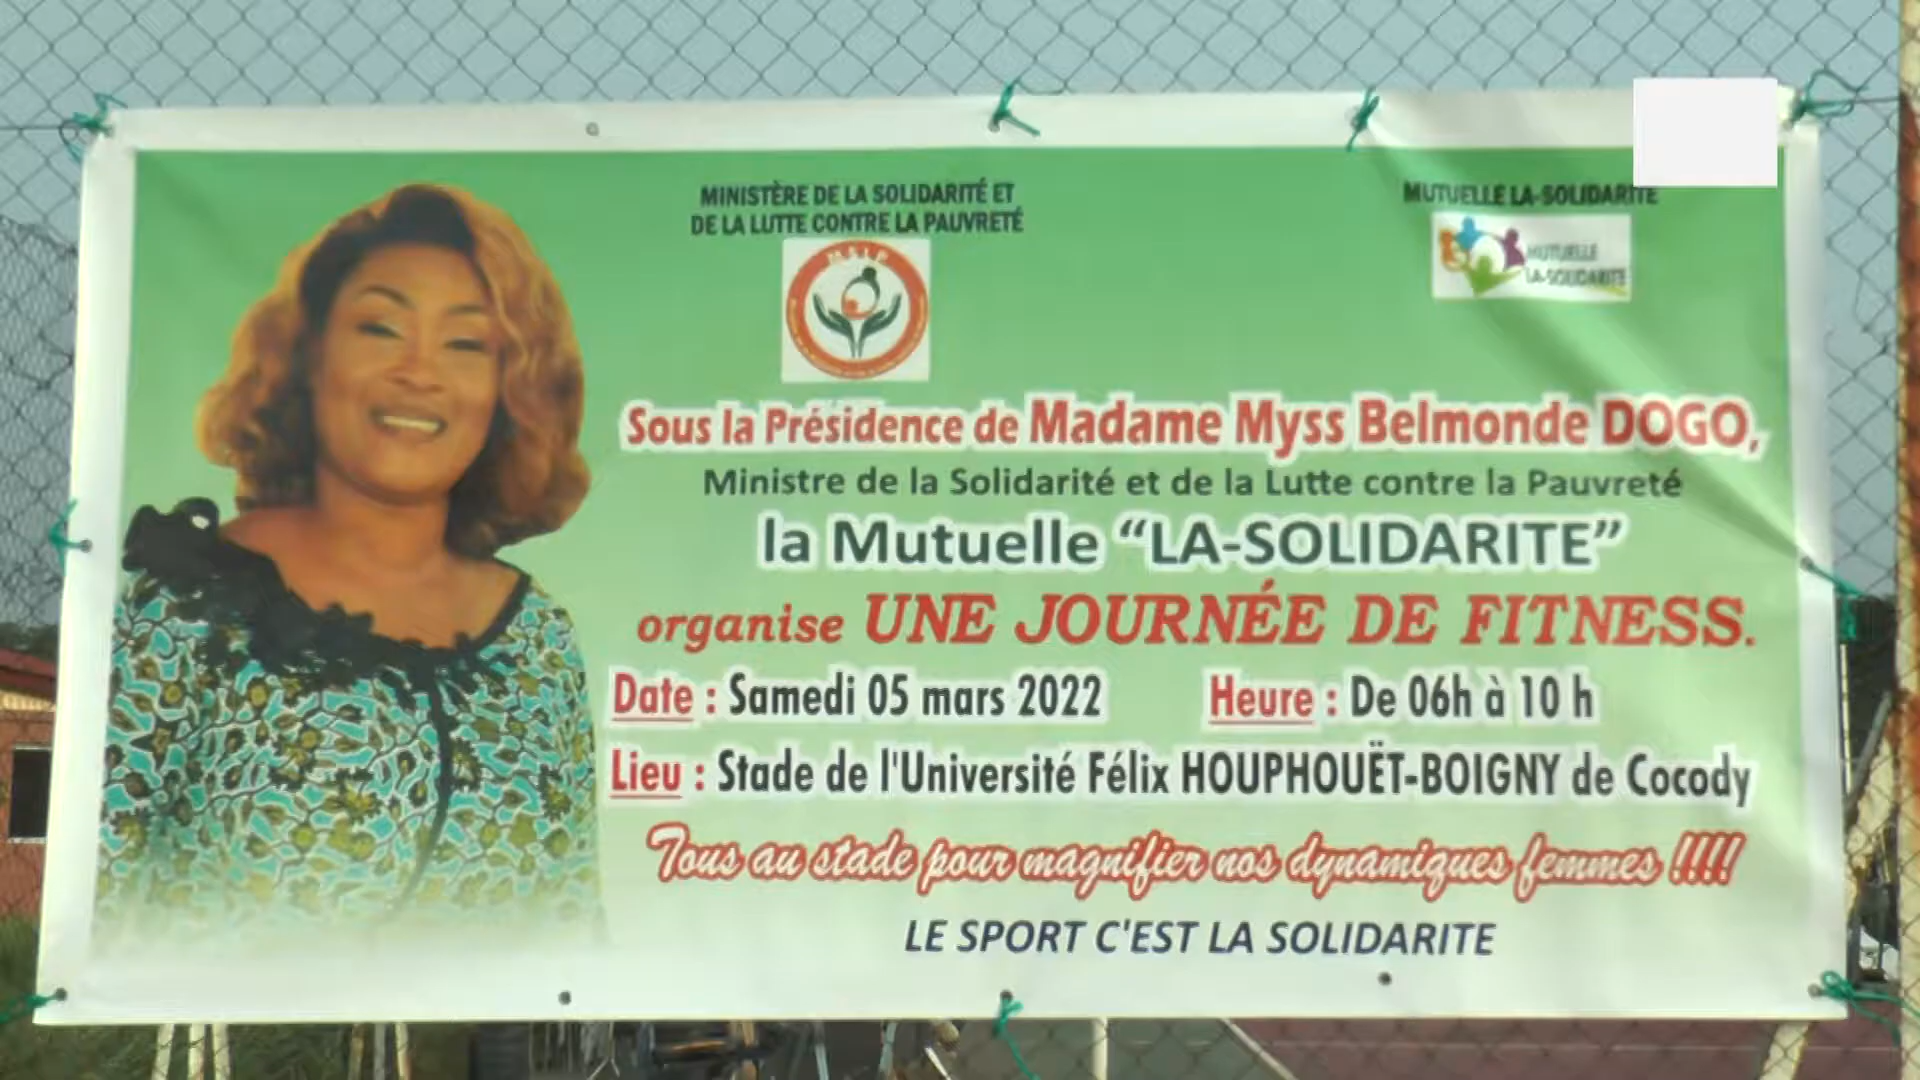 MINISTÈRE DE LA SOLIDARITÉ ET
DE LA LUTTE CONTRE LA PAUVRETÉ
MSLP
MUTUELLE LA-SOLIDARITE
MUTUELLE
LA-SOLIDARITE
Sous la Présidence de Madame Myss Belmonde DOGO,
Ministre de la Solidarité et de la Lutte contre la Pauvreté
la Mutuelle “LA-SOLIDARITE”
organise UNE JOURNÉE DE FITNESS.
Date : Samedi 05 mars 2022 Heure : De 06h à 10 h
Lieu : Stade de l'Université Félix HOUPHOUËT-BOIGNY de Cocody
Tous au stade pour magnifier nos dynamiques femmes !!!!
LE SPORT C'EST LA SOLIDARITE